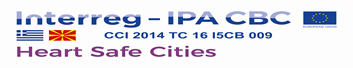 Interreg - IPA CBC
CCI 2014 TC 16 I5CB 009
Heart Safe Cities